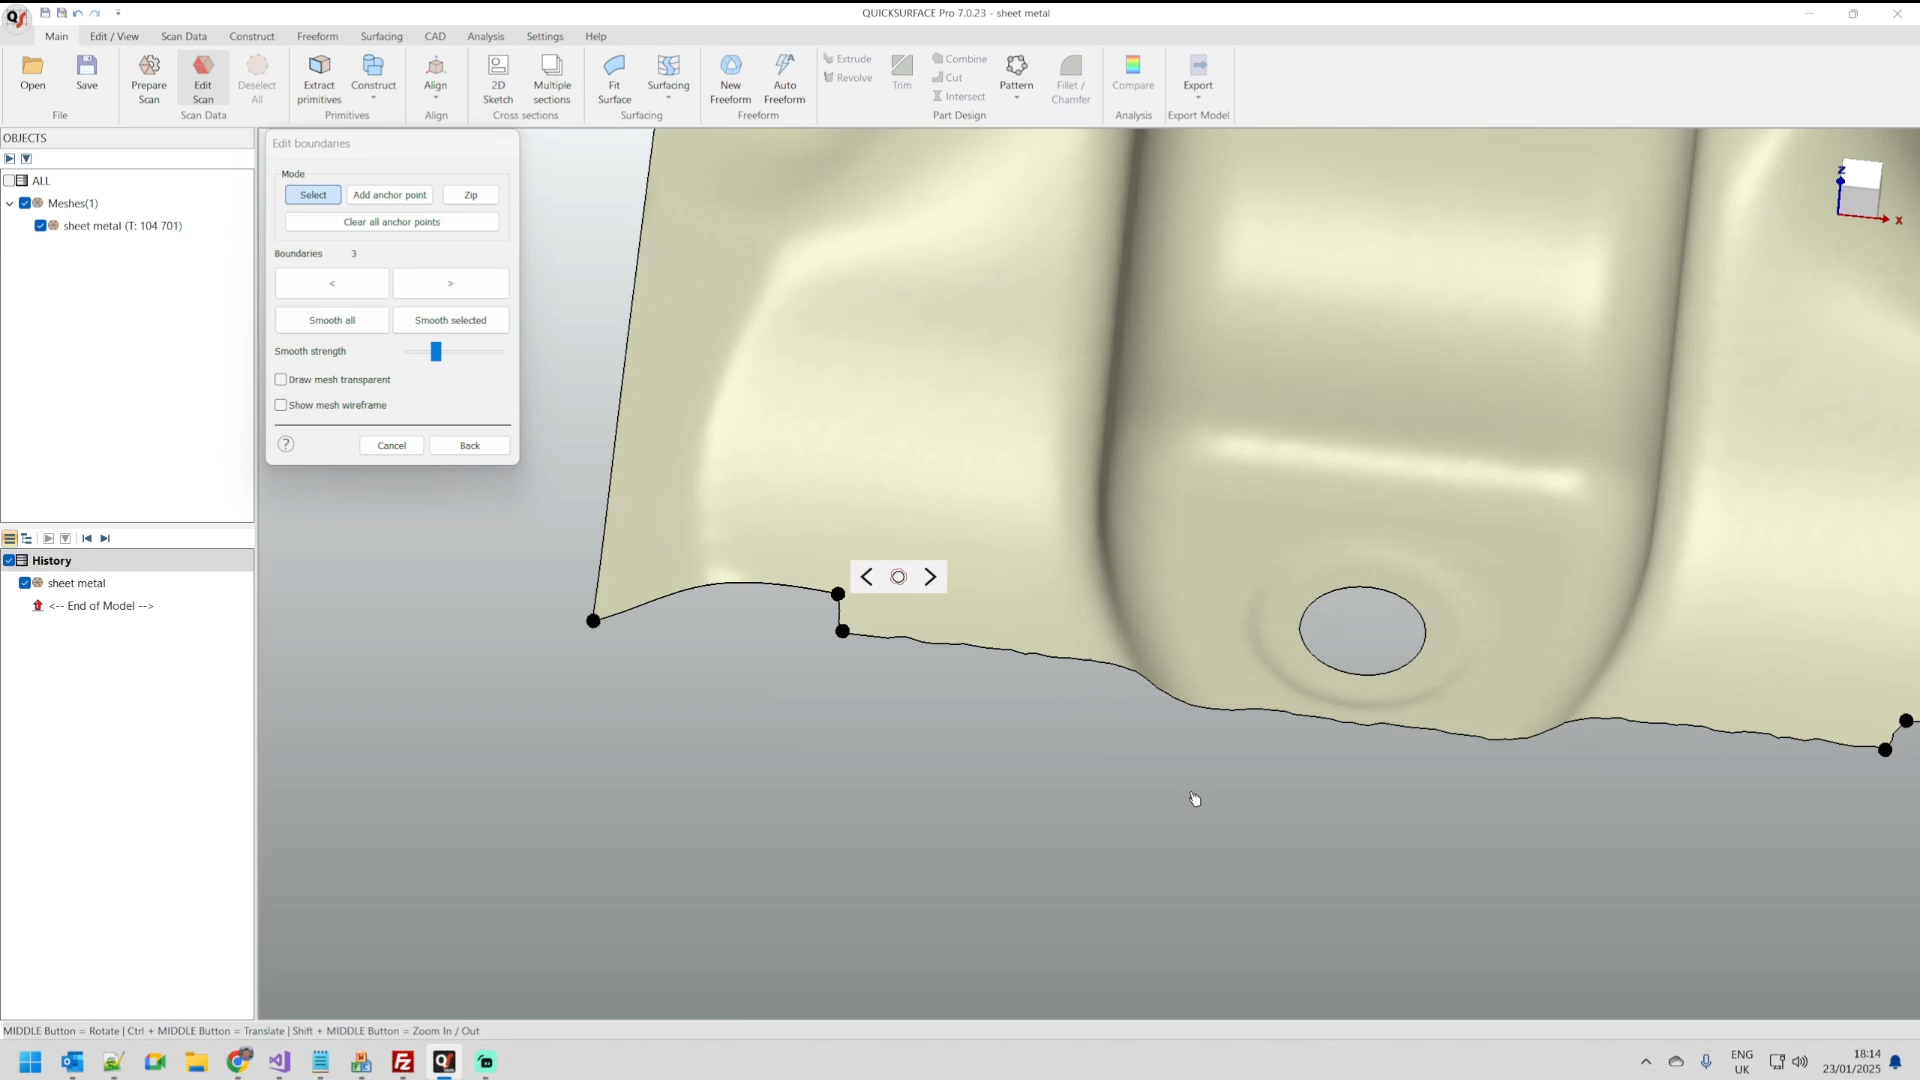 QUICKSURFACE Pro 7.0.23 - sheet metal
Main Edit / View Scan Data Construct Freeform Surfacing CAD Analysis Settings Help
Open
Save
Prepare Scan
Edit Scan
Deselect All
Extract primitives
Construct
Align
2D Sketch
Multiple sections
Fit Surface
Surfacing
New Freeform
Auto Freeform
Extrude
Revolve
Trim
Combine
Cut
Intersect
Pattern
Fillet / Chamfer
Compare
Export
File
Scan Data
Primitives
Align
Cross sections
Surfacing
Freeform
Part Design
Analysis
Export Model
OBJECTS
ALL
Meshes(1)
sheet metal (T: 104 701)
History
sheet metal
<-- End of Model -->
Edit boundaries
Mode
Select
Add anchor point
Zip
Clear all anchor points
Boundaries 3
< >
Smooth all
Smooth selected
Smooth strength
Draw mesh transparent
Show mesh wireframe
? Cancel Back
Z
X
MIDDLE Button = Rotate | Ctrl + MIDDLE Button = Translate | Shift + MIDDLE Button = Zoom In / Out
ENG
UK
18:14
23/01/2025